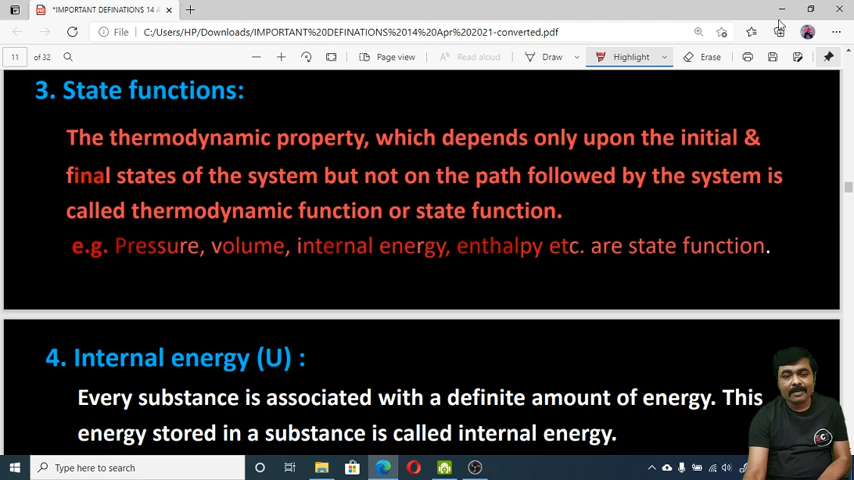 *IMPORTANT DEFINATIONS 14 A
File
C:/Users/HP/Downloads/IMPORTANT%20DEFINATIONS%2014%20Apr%202021-converted.pdf
11 of 32
Page view
Read aloud
Draw
Highlight
Erase
3. State functions:
The thermodynamic property, which depends only upon the initial &
final states of the system but not on the path followed by the system is
called thermodynamic function or state function.
e.g. Pressure, volume, internal energy, enthalpy etc. are state function.
4. Internal energy (U) :
Every substance is associated with a definite amount of energy. This
energy stored in a substance is called internal energy.
Type here to search